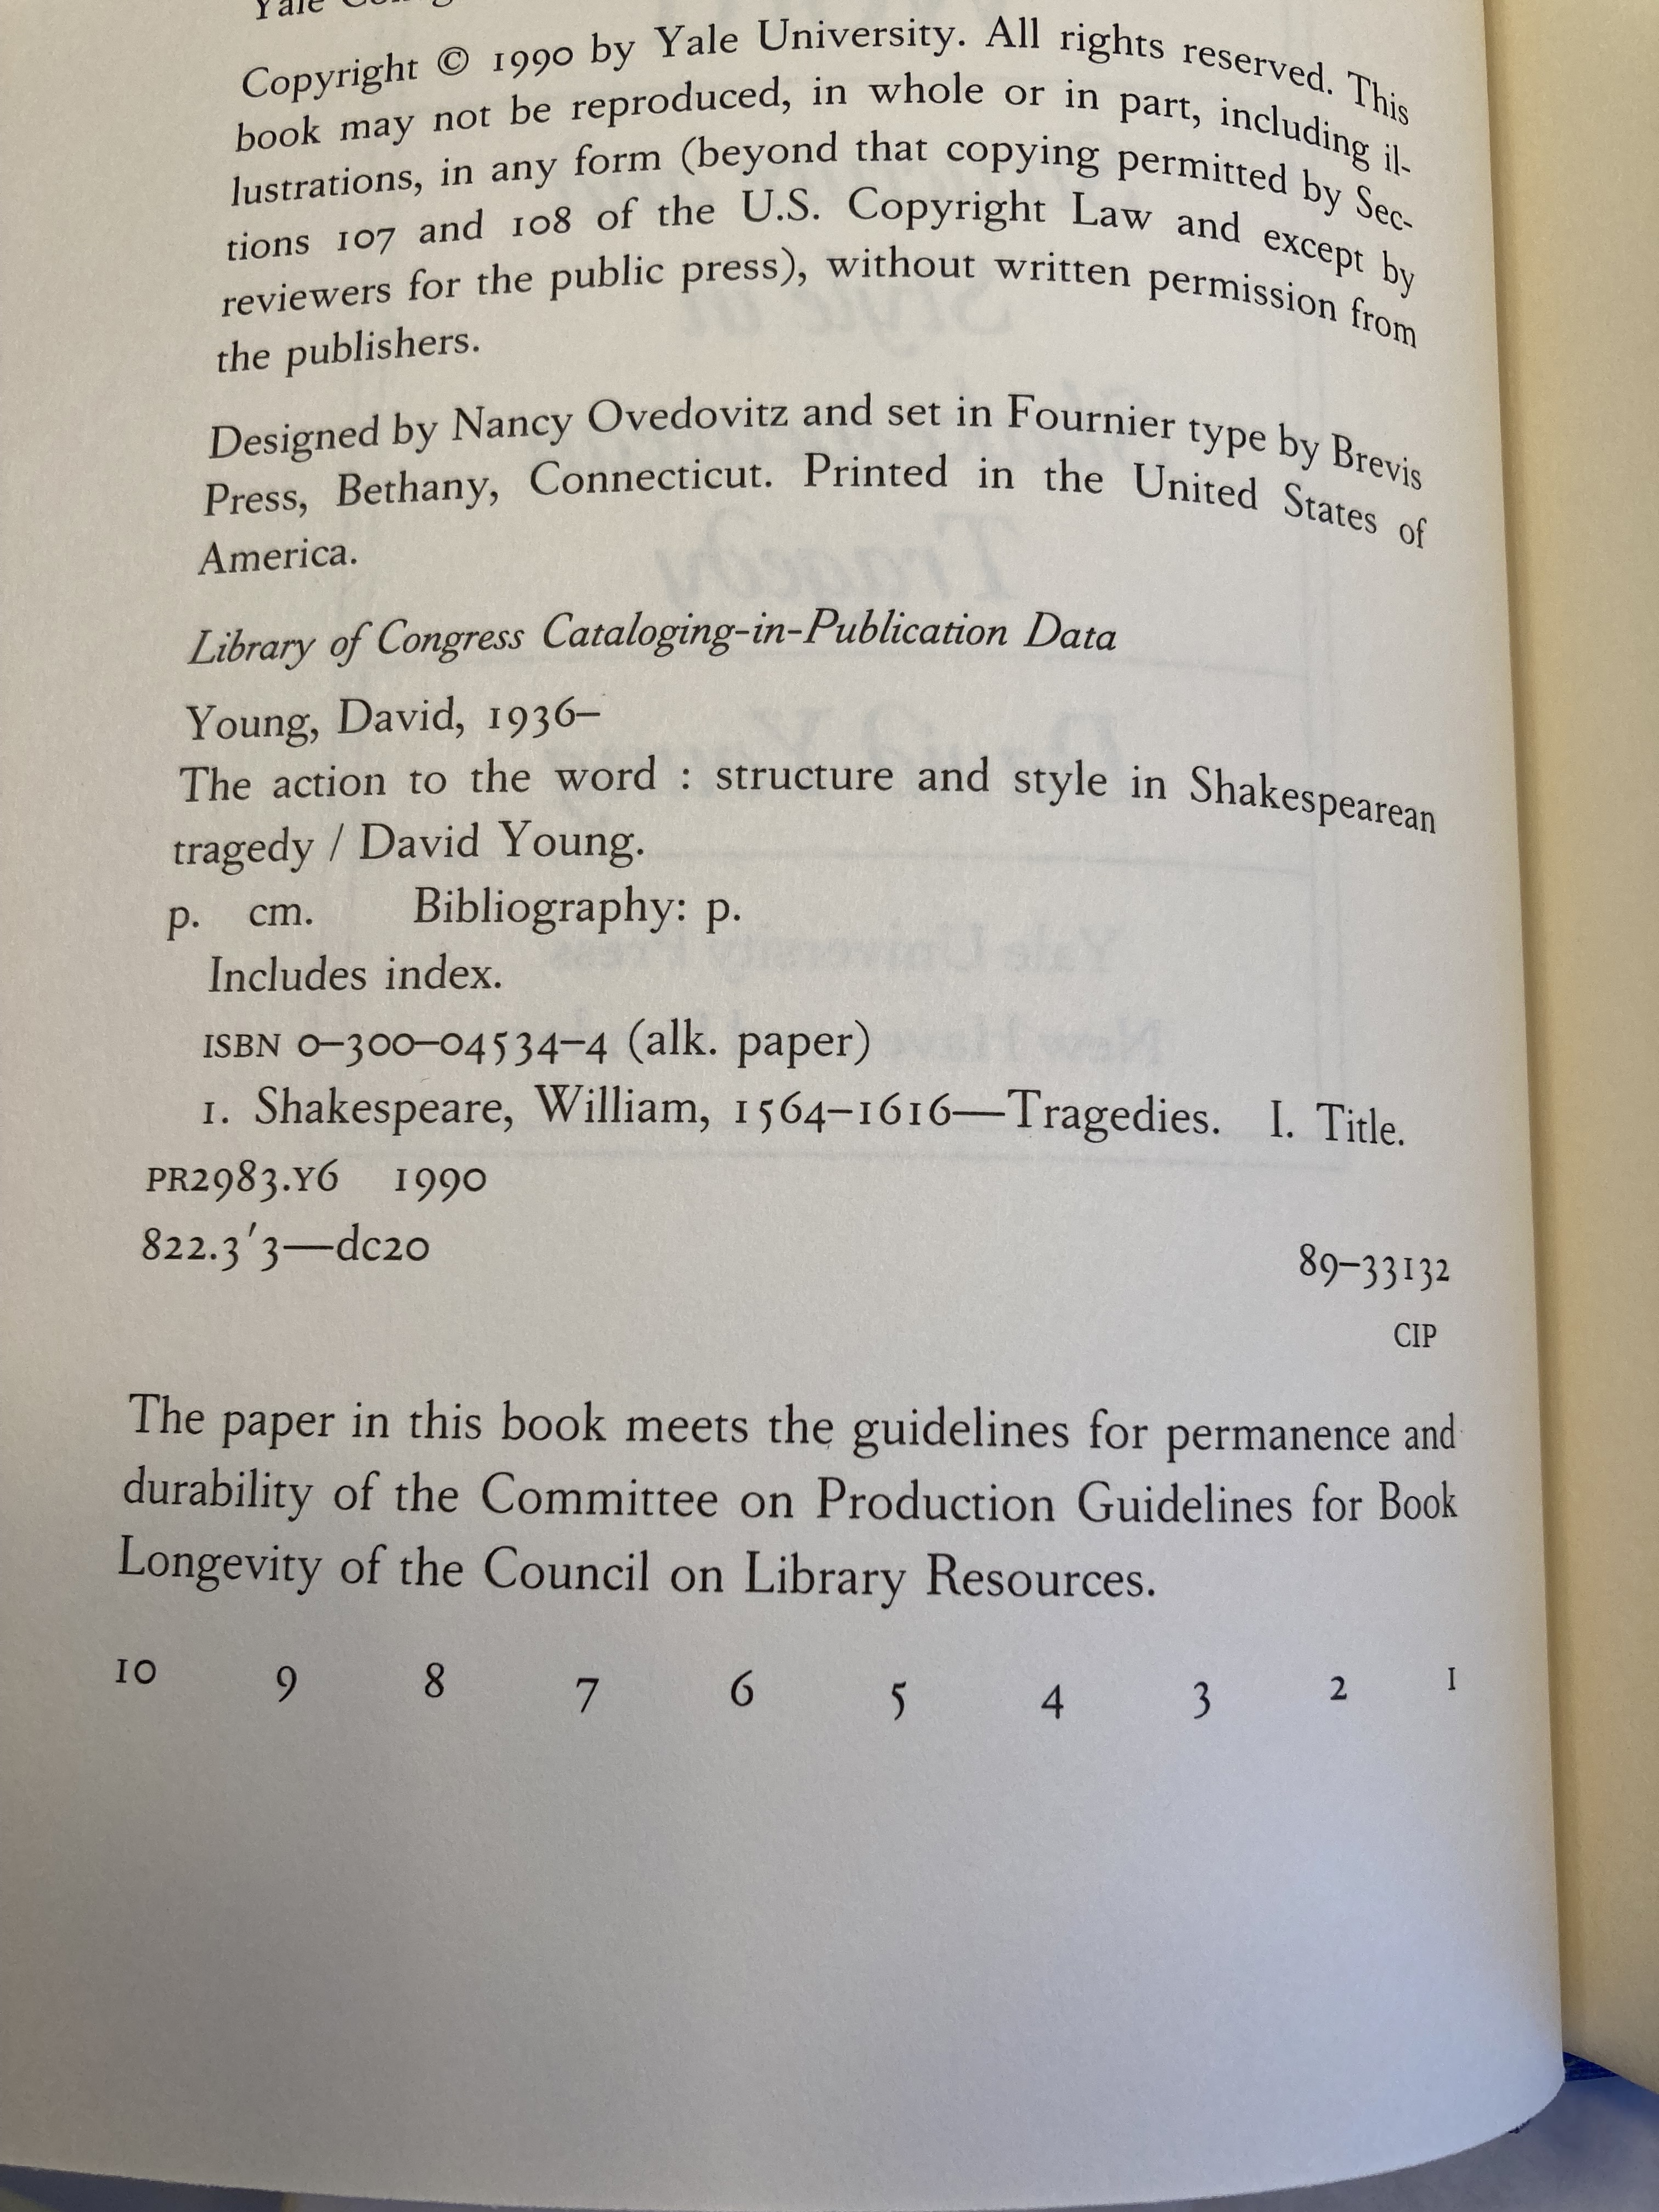 Yale
Copyright © 1990 by Yale University. All rights reserved. This
book may not be reproduced, in whole or in part, including il-
lustrations, in any form (beyond that copying permitted by Sec-
tions 107 and 108 of the U.S. Copyright Law and except by
reviewers for the public press), without written permission from
the publishers.
Designed by Nancy Ovedovitz and set in Fournier type by Brevis
Press, Bethany, Connecticut. Printed in the United States of
America.
Library of Congress Cataloging-in-Publication Data
Young, David, 1936–
The action to the word : structure and style in Shakespearean
tragedy / David Young.
p. cm. Bibliography: p.
Includes index.
ISBN 0–300–04534–4 (alk. paper)
1. Shakespeare, William, 1564–1616—Tragedies. I. Title.
PR2983.Y6 1990
822.3′3—dc20
89–33132
CIP
The paper in this book meets the guidelines for permanence and
durability of the Committee on Production Guidelines for Book
Longevity of the Council on Library Resources.
10 9 8 7 6 5 4 3 2 1